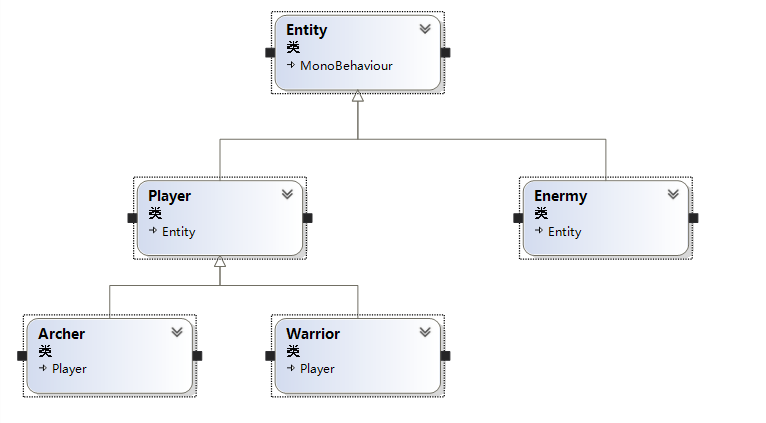 Entity
类
MonoBehaviour
Player
类
Entity
Enermy
类
Entity
Archer
类
Player
Warrior
类
Player